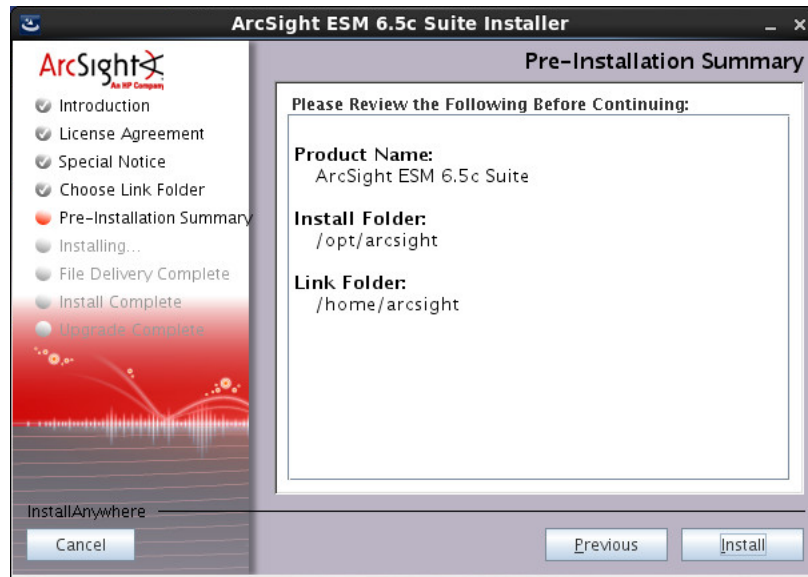 ArcSight ESM 6.5c Suite Installer
ArcSight
An HP Company
Pre-Installation Summary
Introduction
License Agreement
Special Notice
Choose Link Folder
Pre-Installation Summary
Installing...
File Delivery Complete
Install Complete
Upgrade Complete
Please Review the Following Before Continuing:
Product Name:
ArcSight ESM 6.5c Suite
Install Folder:
/opt/arcsight
Link Folder:
/home/arcsight
InstallAnywhere
Cancel
Previous
Install